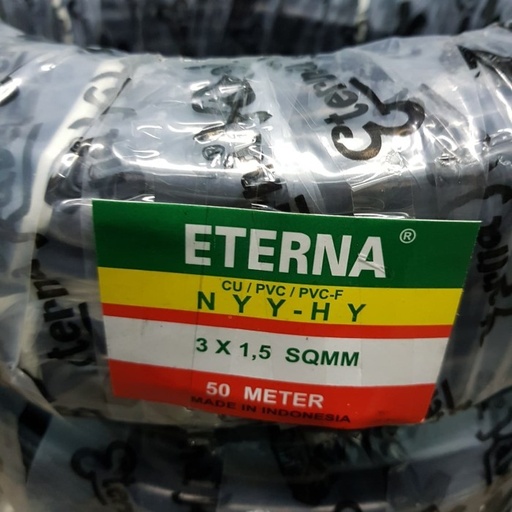 ETERNA ®
CU / PVC / PVC-F
N Y Y - H Y
3 X 1,5 SQMM
50 METER
MADE IN INDONESIA